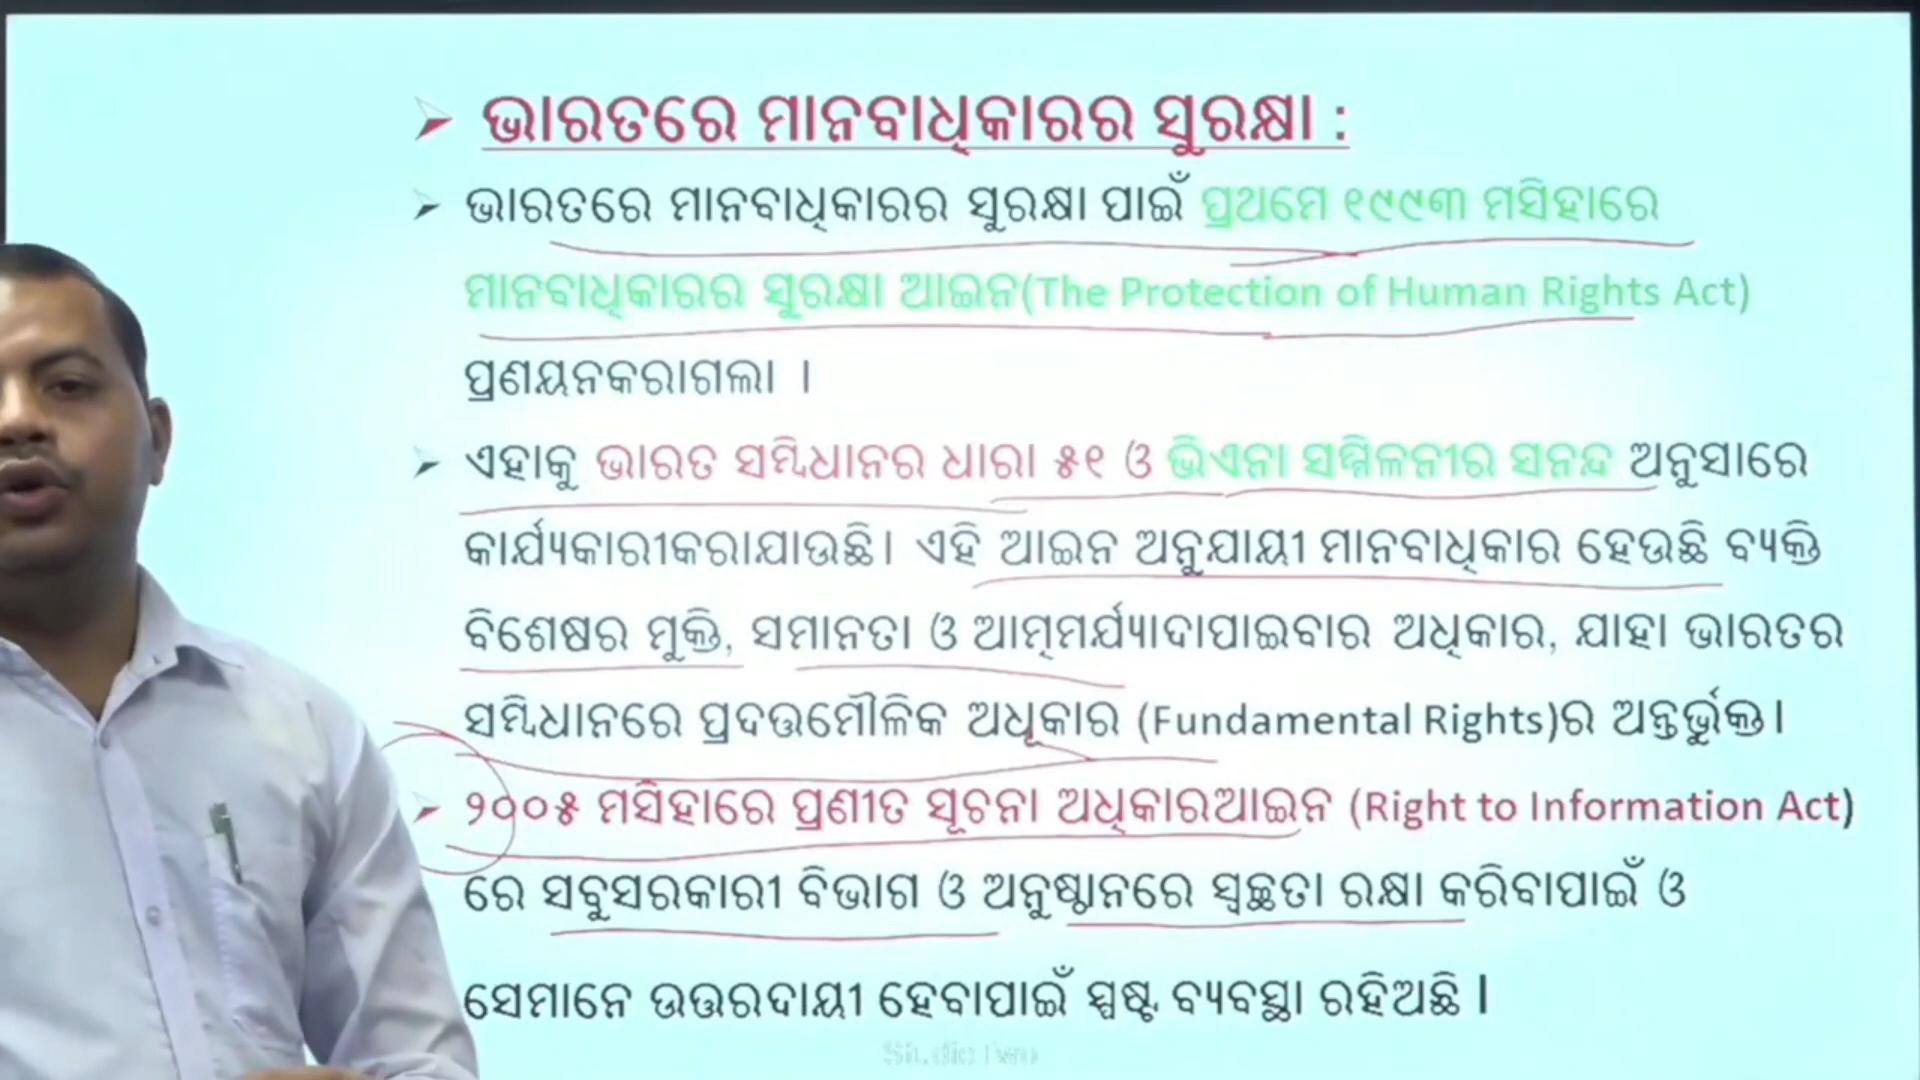 ଭାରତରେ ମାନବାଧିକାରର ସୁରକ୍ଷା :
ଭାରତରେ ମାନବାଧିକାରର ସୁରକ୍ଷା ପାଇଁ ପ୍ରଥମେ ୧୯୯୩ ମସିହାରେ
ମାନବାଧିକାରର ସୁରକ୍ଷା ଆଇନ(The Protection of Human Rights Act)
ପ୍ରଣୟନକରାଗଲା ।
ଏହାକୁ ଭାରତ ସମ୍ବିଧାନର ଧାରା ୫୧ ଓ ଭିଏନା ସମ୍ମିଳନୀର ସନନ୍ଦ ଅନୁସାରେ
କାର୍ଯ୍ୟକାରୀକରାଯାଉଛି। ଏହି ଆଇନ ଅନୁଯାୟୀ ମାନବାଧିକାର ହେଉଛି ବ୍ୟକ୍ତି
ବିଶେଷର ମୁକ୍ତି, ସମାନତା ଓ ଆତ୍ମମର୍ଯ୍ୟାଦାପାଇବାର ଅଧିକାର, ଯାହା ଭାରତର
ସମ୍ବିଧାନରେ ପ୍ରଦତ୍ତମୌଳିକ ଅଧିକାର (Fundamental Rights)ର ଅନ୍ତର୍ଭୁକ୍ତ।
୨୦୦୫ ମସିହାରେ ପ୍ରଣୀତ ସୂଚନା ଅଧିକାରଆଇନ (Right to Information Act)
ରେ ସବୁସରକାରୀ ବିଭାଗ ଓ ଅନୁଷ୍ଠାନରେ ସ୍ୱଚ୍ଛତା ରକ୍ଷା କରିବାପାଇଁ ଓ
ସେମାନେ ଉତ୍ତରଦାୟୀ ହେବାପାଇଁ ସ୍ପଷ୍ଟ ବ୍ୟବସ୍ଥା ରହିଅଛି ।